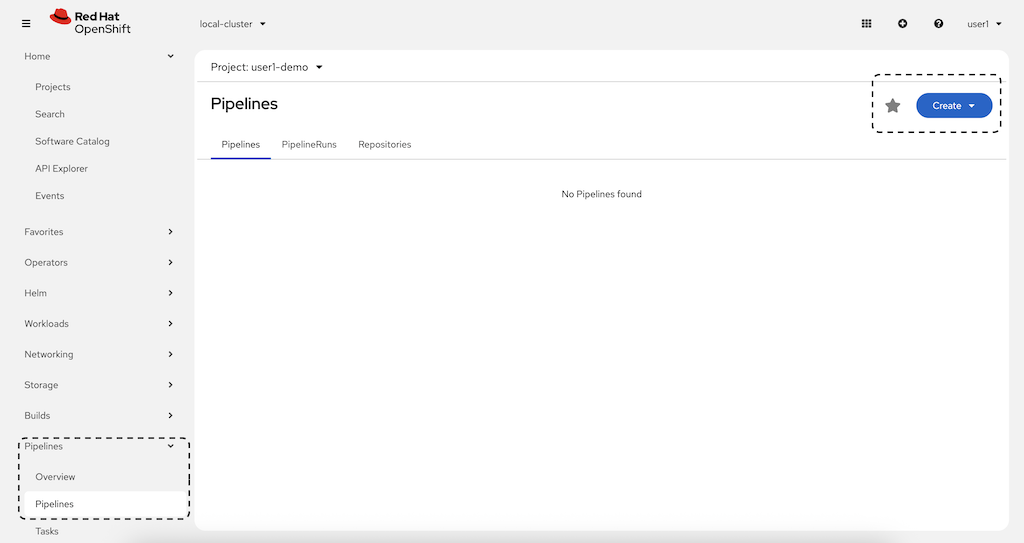 Red Hat
OpenShift
local-cluster
user1
Home
Projects
Search
Software Catalog
API Explorer
Events
Favorites
Operators
Helm
Workloads
Networking
Storage
Builds
Pipelines
Overview
Pipelines
Tasks
Project: user1-demo
Pipelines
Create
Pipelines PipelineRuns Repositories
No Pipelines found